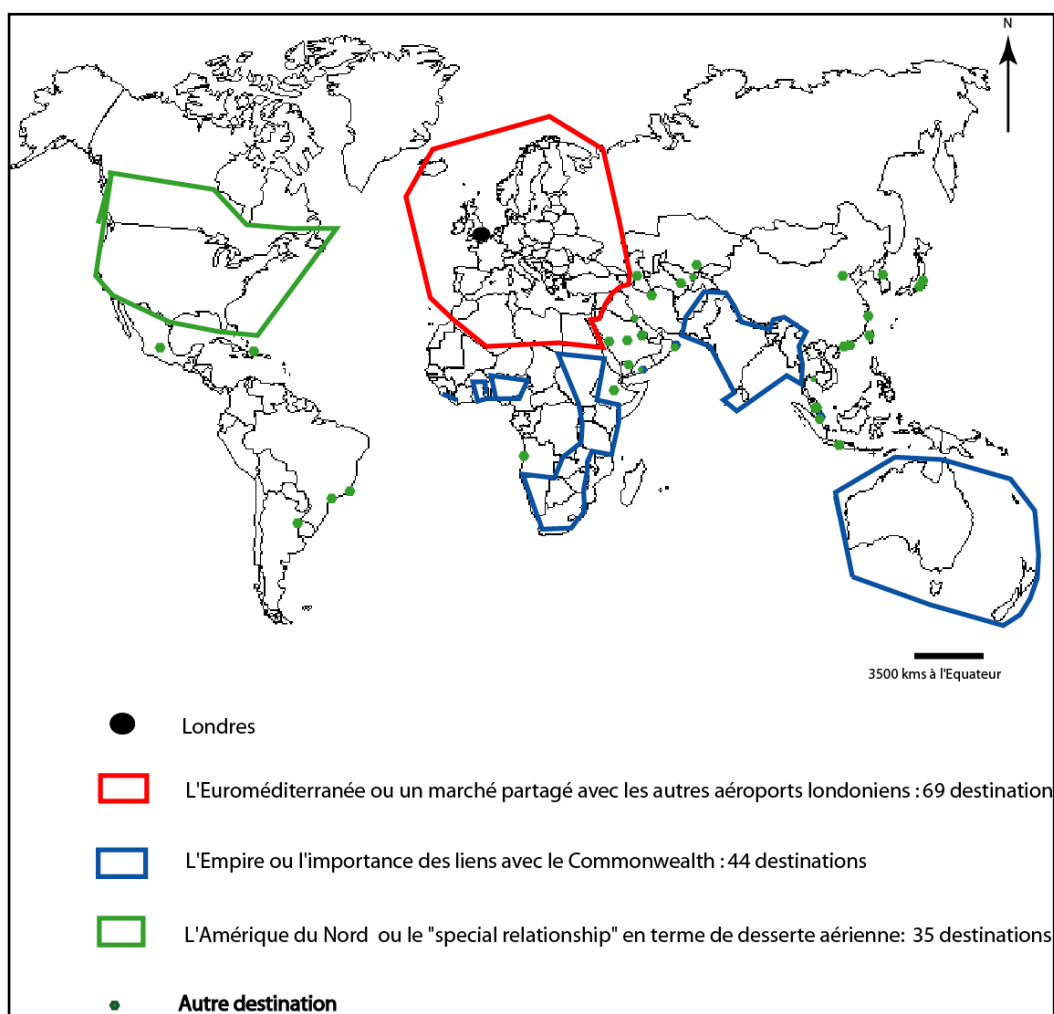 N
3500 kms à l'Equateur
Londres
L'Euroméditerranée ou un marché partagé avec les autres aéroports londoniens : 69 destination
L'Empire ou l'importance des liens avec le Commonwealth : 44 destinations
L'Amérique du Nord ou le "special relationship" en terme de desserte aérienne: 35 destinations
Autre destination